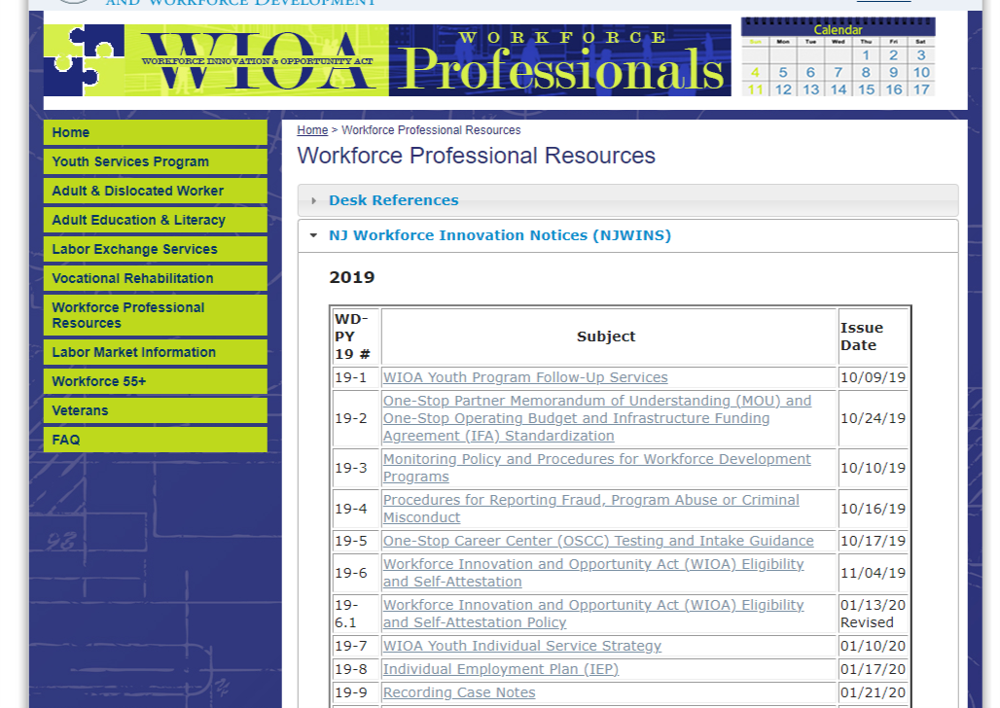 AND WORKFORCE DEVELOPMENT
WIOA
WORKFORCE INNOVATION & OPPORTUNITY ACT
WORKFORCE
Professionals
Calendar
Sun Mon Tue Wed Thu Fri Sat
1 2 3
4 5 6 7 8 9 10
11 12 13 14 15 16 17
Home
Youth Services Program
Adult & Dislocated Worker
Adult Education & Literacy
Labor Exchange Services
Vocational Rehabilitation
Workforce Professional
Resources
Labor Market Information
Workforce 55+
Veterans
FAQ
93
Home > Workforce Professional Resources
Workforce Professional Resources
Desk References
NJ Workforce Innovation Notices (NJWINS)
2019
WD-
PY
19 #
Subject
Issue
Date
19-1 WIOA Youth Program Follow-Up Services 10/09/19
19-2
One-Stop Partner Memorandum of Understanding (MOU) and
One-Stop Operating Budget and Infrastructure Funding
Agreement (IFA) Standardization
10/24/19
19-3
Monitoring Policy and Procedures for Workforce Development
Programs
10/10/19
19-4
Procedures for Reporting Fraud, Program Abuse or Criminal
Misconduct
10/16/19
19-5 One-Stop Career Center (OSCC) Testing and Intake Guidance 10/17/19
19-6
Workforce Innovation and Opportunity Act (WIOA) Eligibility
and Self-Attestation
11/04/19
19-
6.1
Workforce Innovation and Opportunity Act (WIOA) Eligibility
and Self-Attestation Policy
01/13/20
Revised
19-7 WIOA Youth Individual Service Strategy 01/10/20
19-8 Individual Employment Plan (IEP) 01/17/20
19-9 Recording Case Notes 01/21/20